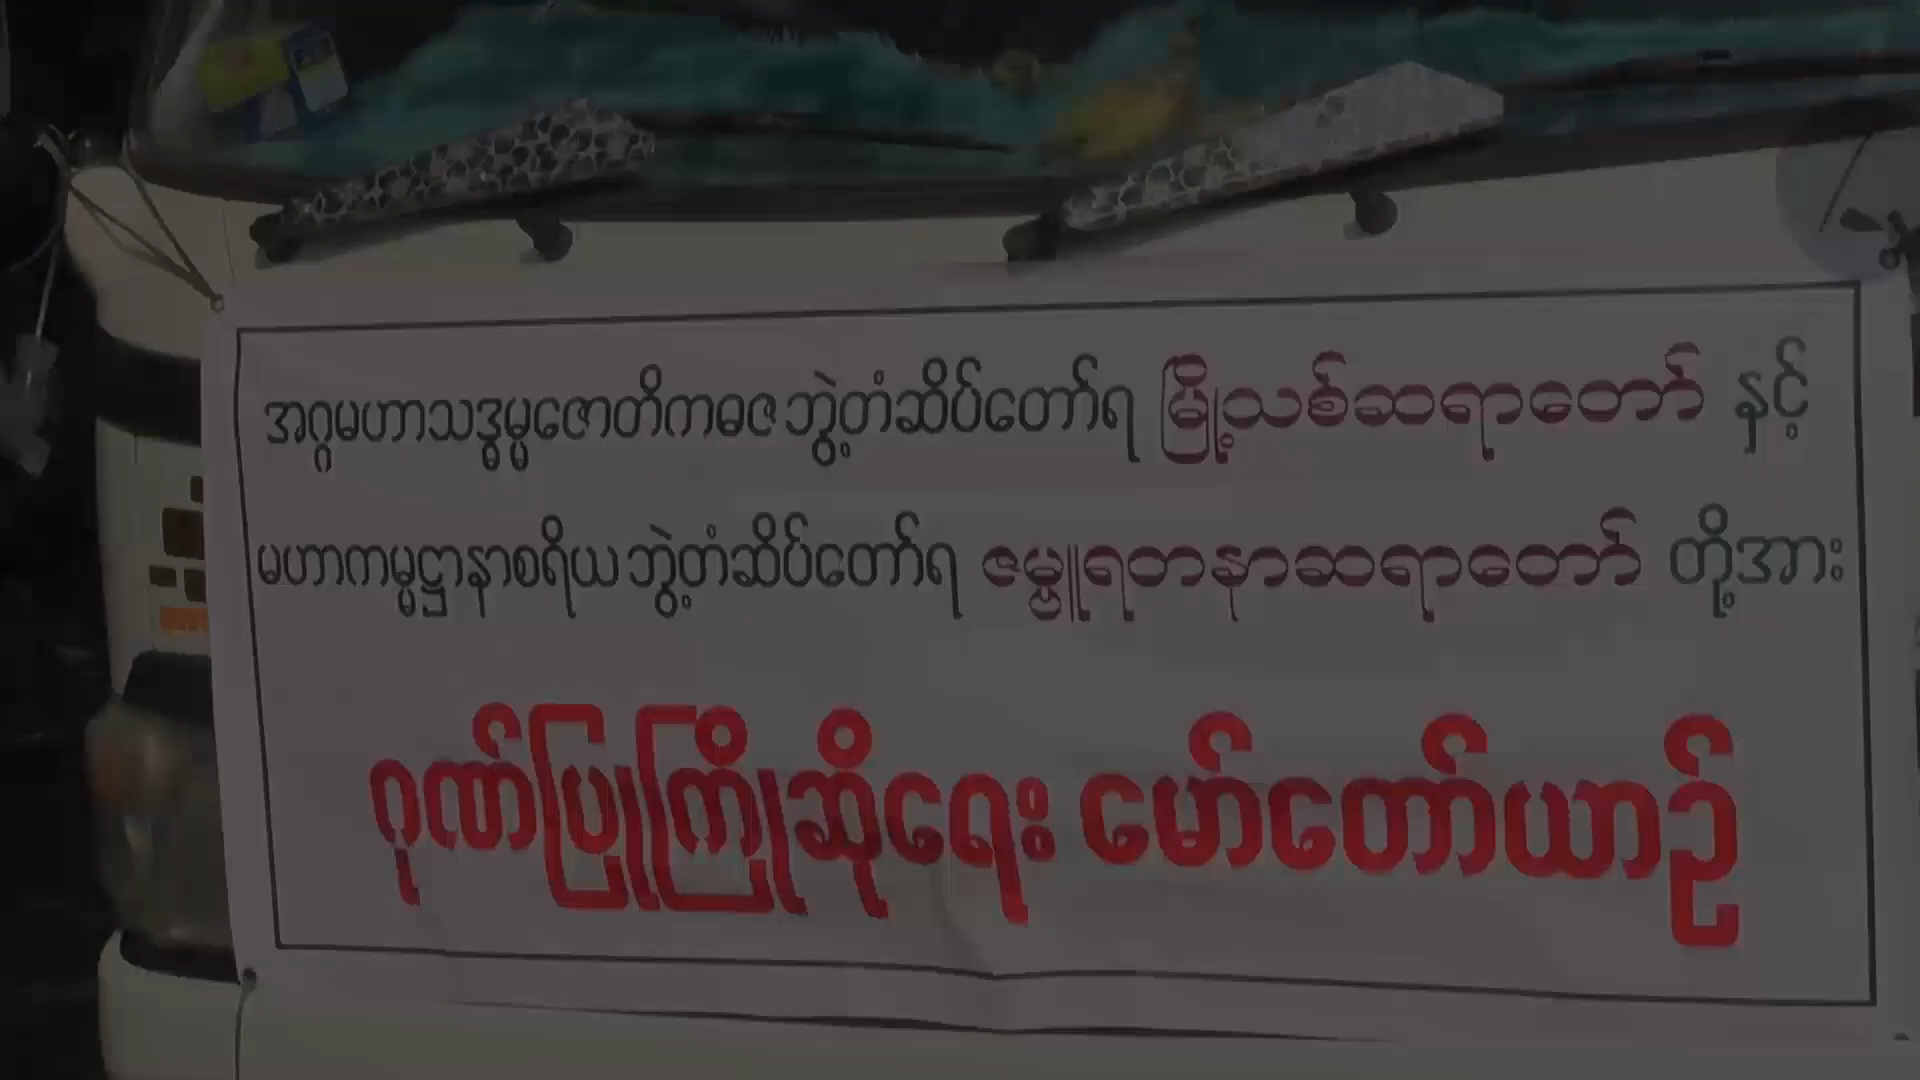 အဂ္ဂမဟာသဒ္ဓမ္မဇောတိကဓဇဘွဲ့တံဆိပ်တော်ရ မြို့သစ်ဆရာတော် နှင့်
မဟာကမ္မဋ္ဌာနာစရိယဘွဲ့တံဆိပ်တော်ရ ဇမ္ဗူရတနာဆရာတော် တို့အား
ဂုဏ်ပြုကြိုဆိုရေး မော်တော်ယာဉ်